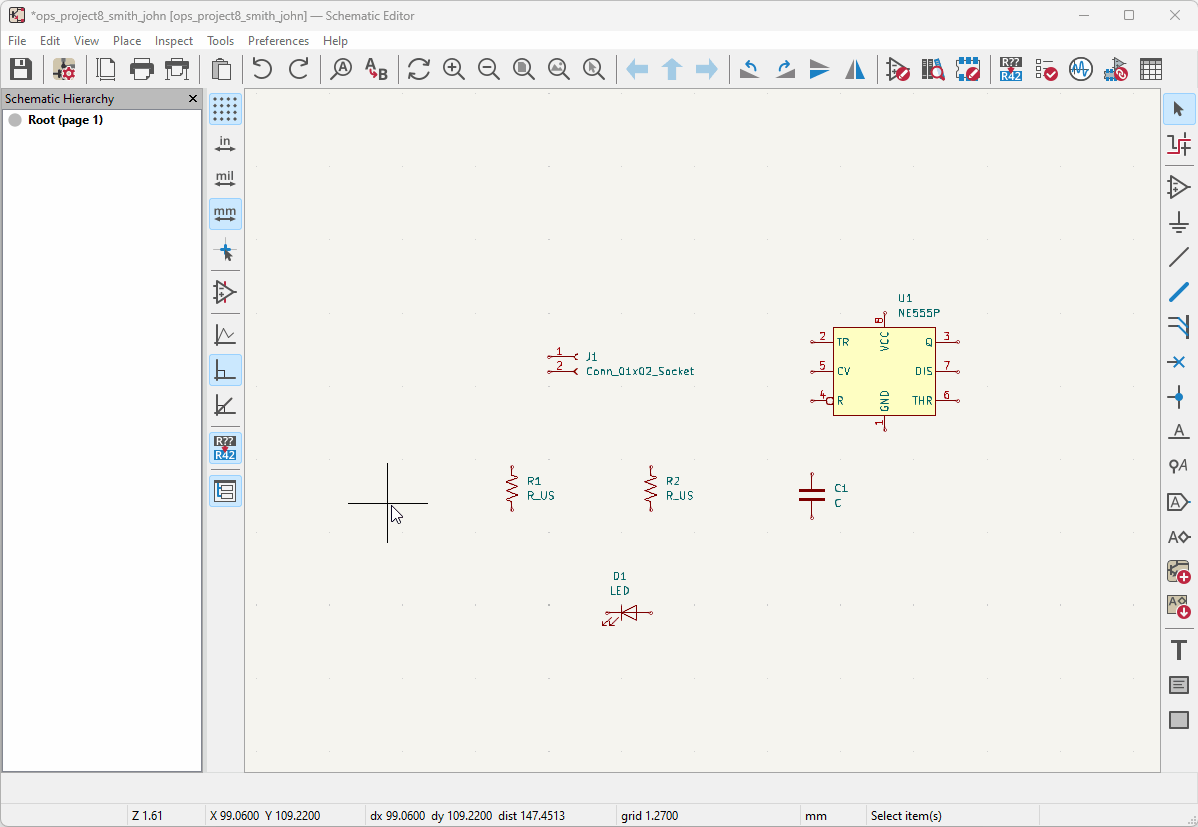 *ops_project8_smith_john [ops_project8_smith_john] — Schematic Editor
File Edit View Place Inspect Tools Preferences Help
A
A B
R??
R42
Schematic Hierarchy
Root (page 1)
in
mil
mm
R??
R42
U1
NE555P
8
VCC
2 TR
Q 3
5 CV
DIS 7
4 R
THR 6
GND
1
1 J1
2 Conn_01x02_Socket
R1
R_US
R2
R_US
C1
C
D1
LED
A
A
A
A
A
T
Z 1.61
X 99.0600 Y 109.2200
dx 99.0600 dy 109.2200 dist 147.4513
grid 1.2700
mm
Select item(s)